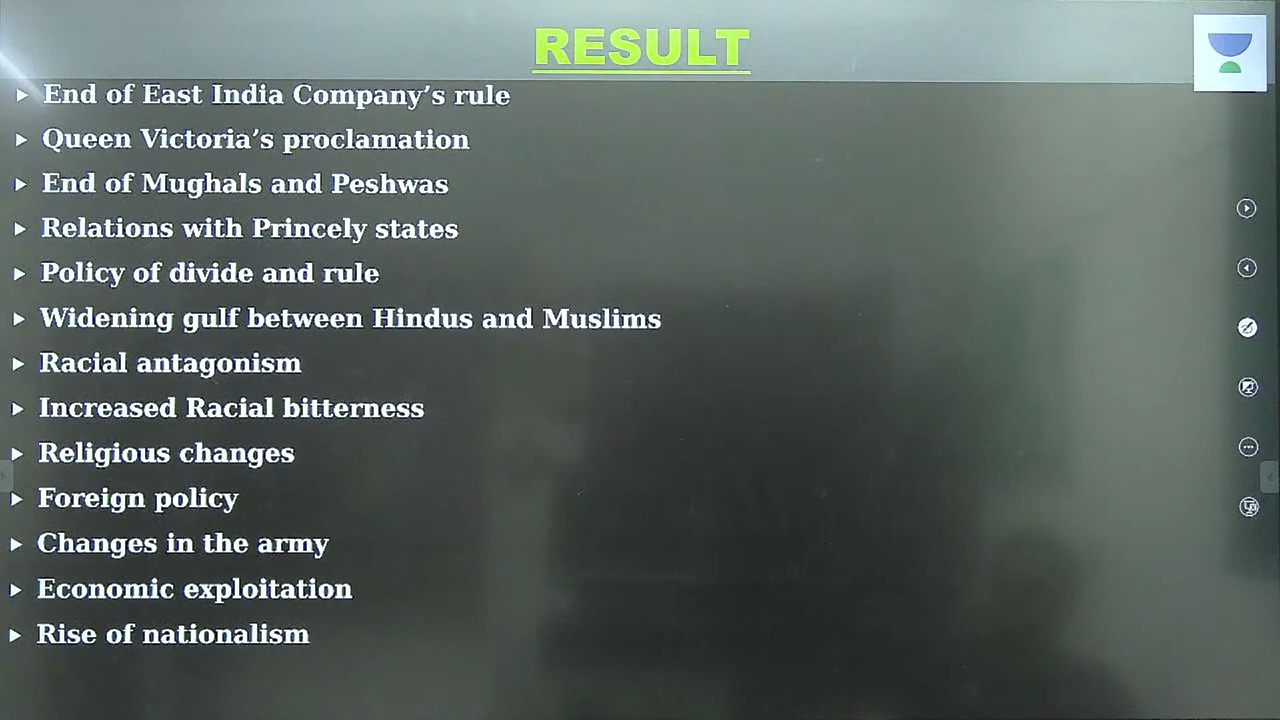 RESULT
End of East India Company’s rule
Queen Victoria’s proclamation
End of Mughals and Peshwas
Relations with Princely states
Policy of divide and rule
Widening gulf between Hindus and Muslims
Racial antagonism
Increased Racial bitterness
Religious changes
Foreign policy
Changes in the army
Economic exploitation
Rise of nationalism